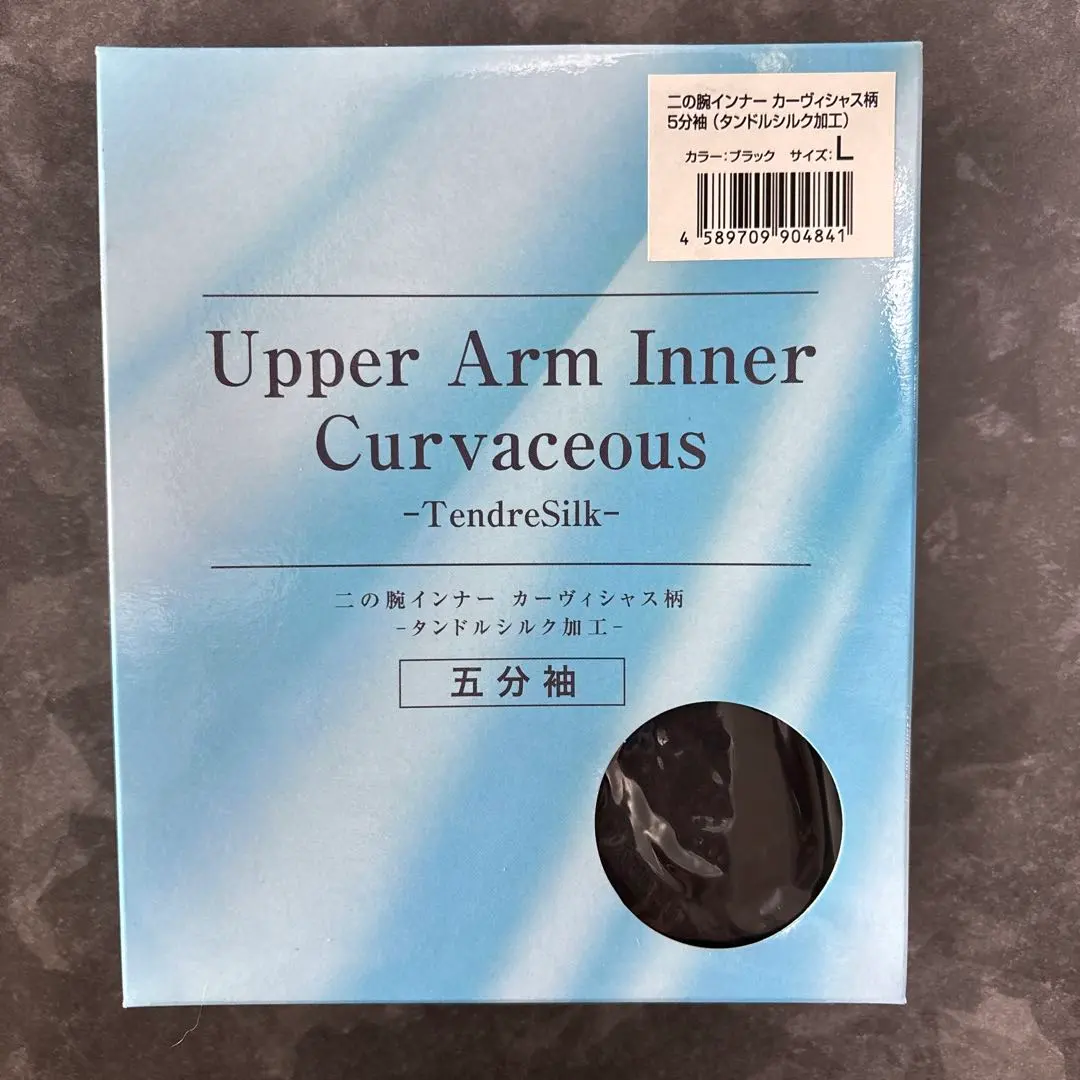 二の腕インナー カーヴィシャス柄
5分袖（タンドルシルク加工）
カラー：ブラック サイズ：L
4 589709 904841
Upper Arm Inner
Curvaceous
-TendreSilk-
二の腕インナー カーヴィシャス柄
-タンドルシルク加工-
五分袖